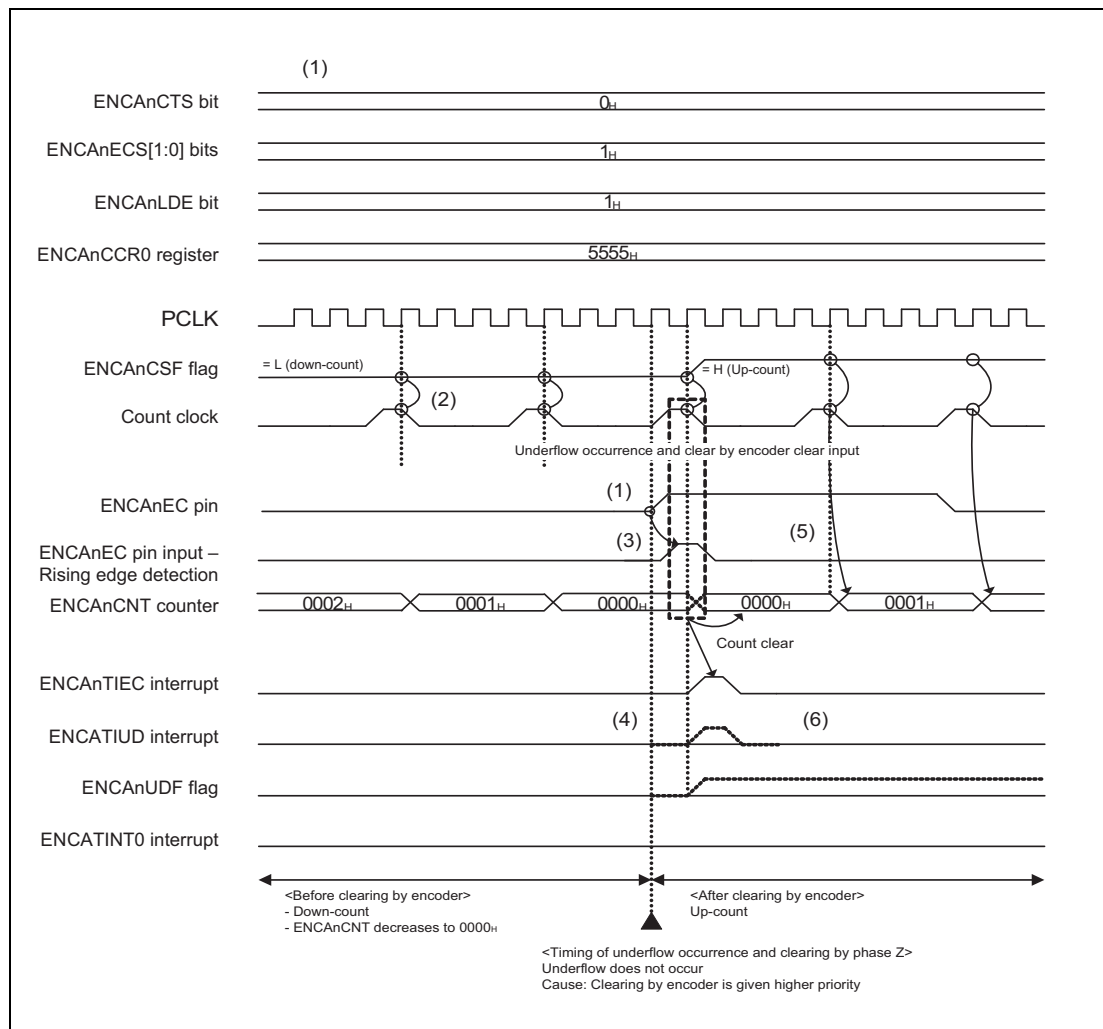 (1)
ENCAnCTS bit
0H
ENCAnECS[1:0] bits
1H
ENCAnLDE bit
1H
ENCAnCCR0 register
5555H
PCLK
ENCAnCSF flag
= L (down-count)
= H (Up-count)
Count clock
(2)
Underflow occurrence and clear by encoder clear input
ENCAnEC pin
(1)
ENCAnEC pin input –
Rising edge detection
(3)
(5)
ENCAnCNT counter
0002H
0001H
0000H
0000H
0001H
Count clear
ENCAnTIEC interrupt
ENCATIUD interrupt
(4)
(6)
ENCAnUDF flag
ENCATINT0 interrupt
<Before clearing by encoder>
- Down-count
- ENCAnCNT decreases to 0000H
<After clearing by encoder>
Up-count
<Timing of underflow occurrence and clearing by phase Z>
Underflow does not occur
Cause: Clearing by encoder is given higher priority